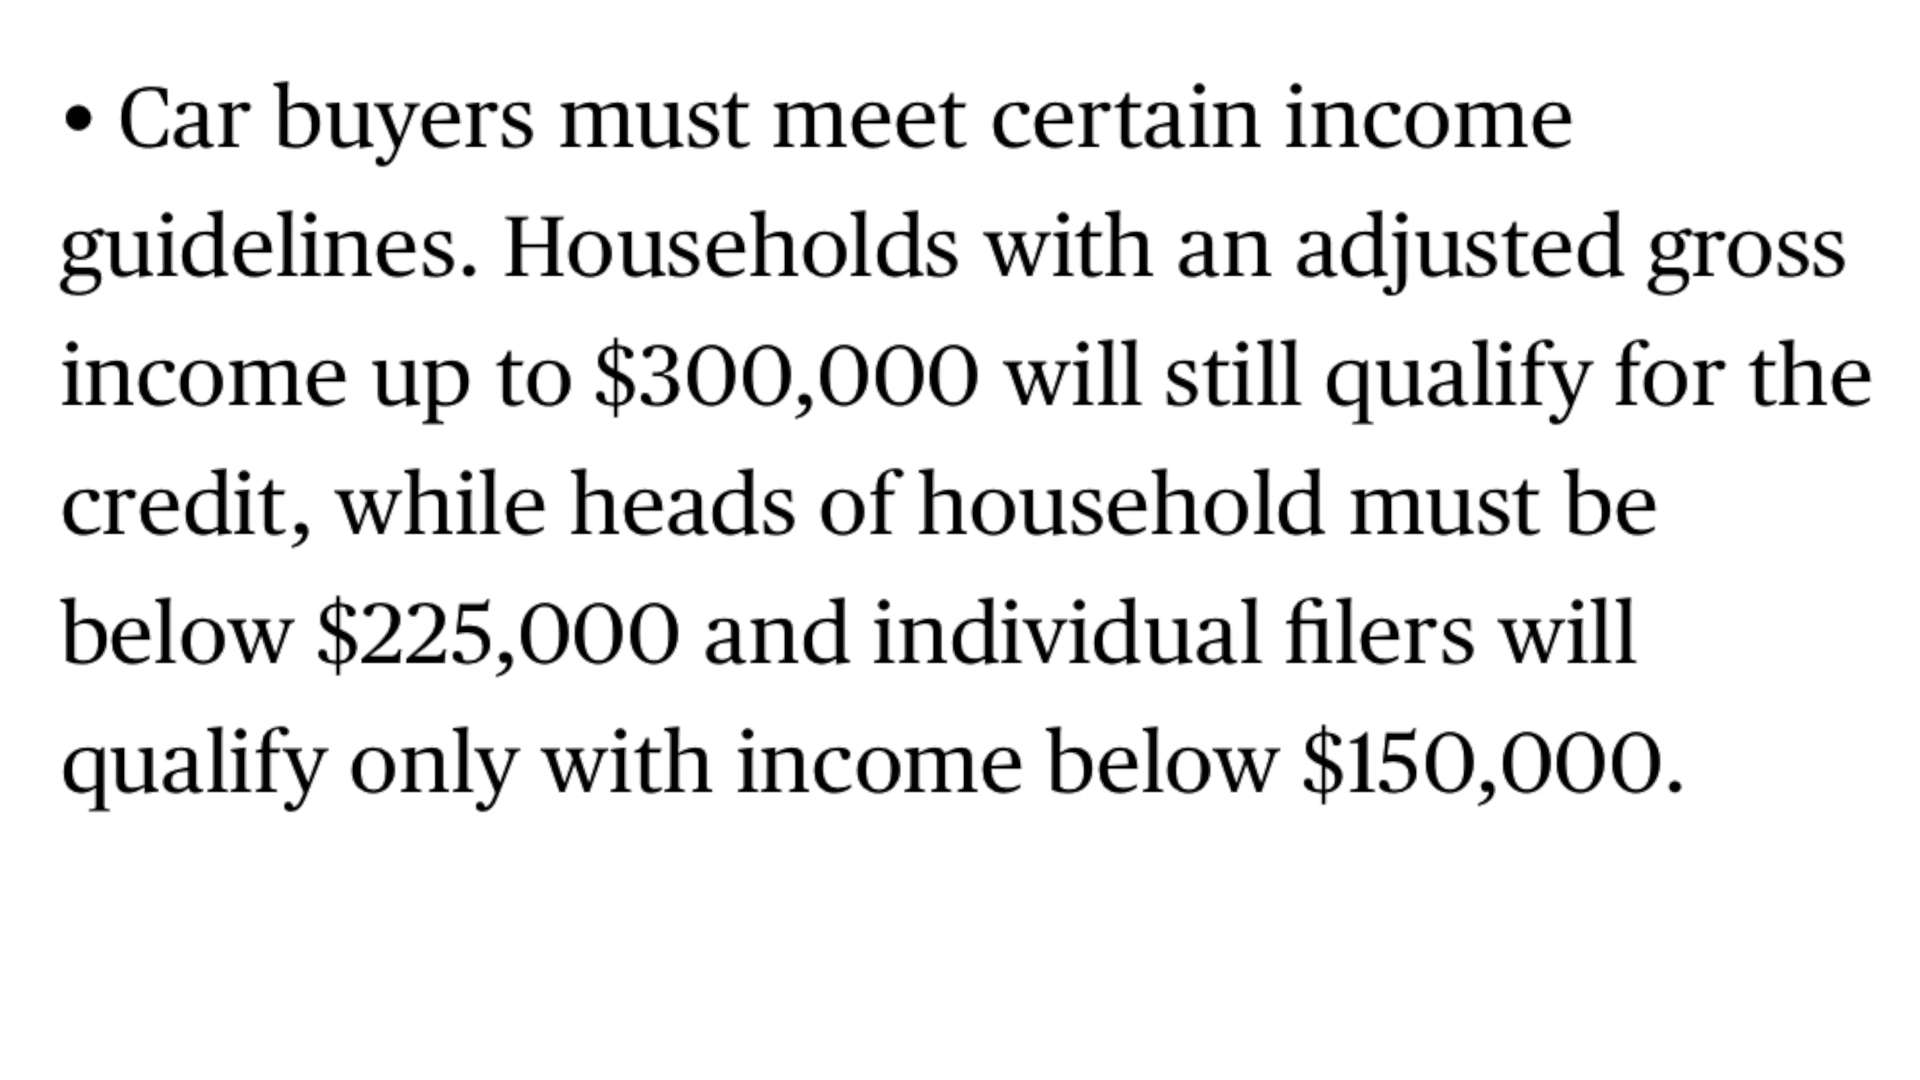 • Car buyers must meet certain income
guidelines. Households with an adjusted gross
income up to $300,000 will still qualify for the
credit, while heads of household must be
below $225,000 and individual filers will
qualify only with income below $150,000.